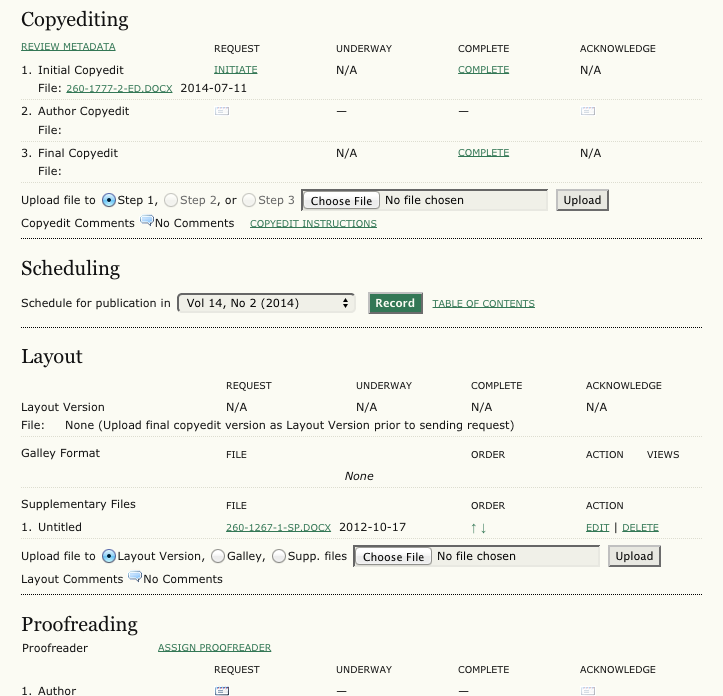 Copyediting
REVIEW METADATA REQUEST UNDERWAY COMPLETE ACKNOWLEDGE
1. Initial Copyedit INITIATE N/A COMPLETE N/A
File: 260-1777-2-ED.DOCX 2014-07-11
2. Author Copyedit — —
File:
3. Final Copyedit N/A COMPLETE N/A
File:
Upload file to Step 1, Step 2, or Step 3 Choose File No file chosen Upload
Copyedit Comments No Comments COPYEDIT INSTRUCTIONS
Scheduling
Schedule for publication in Vol 14, No 2 (2014) Record TABLE OF CONTENTS
Layout
REQUEST UNDERWAY COMPLETE ACKNOWLEDGE
Layout Version N/A N/A N/A N/A
File: None (Upload final copyedit version as Layout Version prior to sending request)
Galley Format FILE ORDER ACTION VIEWS
None
Supplementary Files FILE ORDER ACTION
1. Untitled 260-1267-1-SP.DOCX 2012-10-17 ↑ ↓ EDIT | DELETE
Upload file to Layout Version, Galley, Supp. files Choose File No file chosen Upload
Layout Comments No Comments
Proofreading
Proofreader ASSIGN PROOFREADER
REQUEST UNDERWAY COMPLETE ACKNOWLEDGE
1. Author — —